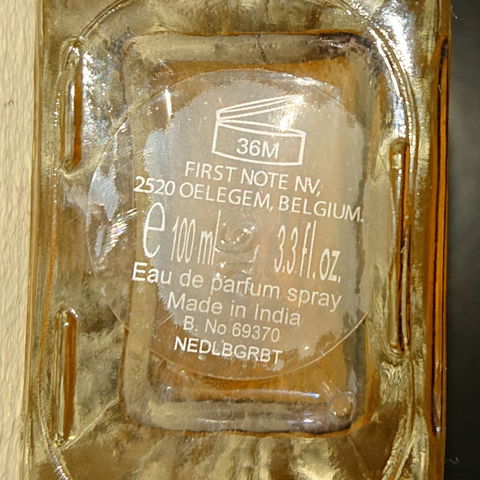 36M
FIRST NOTE NV,
2520 OELEGEM, BELGIUM.
e 100 ml 3.3.fl.oz.
Eau de parfum spray
Made in India
B. No 69370
NEDLBGRBT